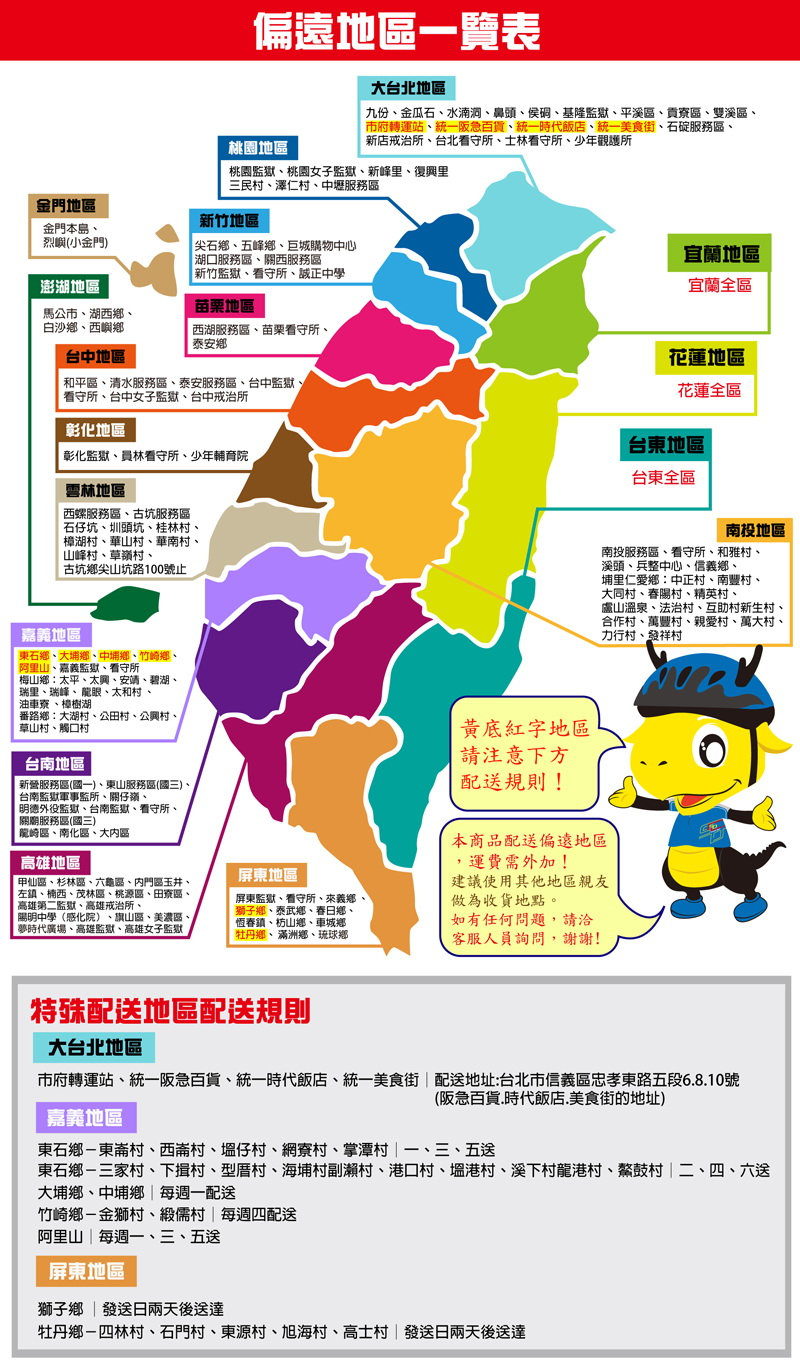 偏遠地區一覽表
大台北地區
九份、金瓜石、水湳洞、鼻頭、侯硐、基隆監獄、平溪區、貢寮區、雙溪區、
市府轉運站、統一阪急百貨、統一時代飯店、統一美食街、石碇服務區、
新店戒治所、台北看守所、士林看守所、少年觀護所
桃園地區
桃園監獄、桃園女子監獄、新峰里、復興里
三民村、澤仁村、中壢服務區
金門地區
金門本島、
烈嶼(小金門)
新竹地區
尖石鄉、五峰鄉、巨城購物中心
湖口服務區、關西服務區
新竹監獄、看守所、誠正中學
宜蘭地區
宜蘭全區
澎湖地區
馬公市、湖西鄉、
白沙鄉、西嶼鄉
苗栗地區
西湖服務區、苗栗看守所、
泰安鄉
台中地區
和平區、清水服務區、泰安服務區、台中監獄、
看守所、台中女子監獄、台中戒治所
花蓮地區
花蓮全區
彰化地區
彰化監獄、員林看守所、少年輔育院
台東地區
台東全區
雲林地區
西螺服務區、古坑服務區
石仔坑、圳頭坑、桂林村、
樟湖村、華山村、華南村、
山峰村、草嶺村、
古坑鄉尖山坑路100號止
南投地區
南投服務區、看守所、和雅村、
溪頭、兵整中心、信義鄉、
埔里仁愛鄉：中正村、南豐村、
大同村、春陽村、精英村、
廬山溫泉、法治村、互助村新生村、
合作村、萬豐村、親愛村、萬大村、
力行村、發祥村
嘉義地區
東石鄉、大埔鄉、中埔鄉、竹崎鄉、
阿里山、嘉義監獄、看守所
梅山鄉：太平、太興、安靖、碧湖、
瑞里、瑞峰、龍眼、太和村、
油車寮、樟樹湖
番路鄉：大湖村、公田村、公興村、
草山村、觸口村
台南地區
新營服務區(國一)、東山服務區(國三)、
台南監獄軍事監所、關仔嶺、
明德外役監獄、台南監獄、看守所、
關廟服務區(國三)
龍崎區、南化區、大內區
高雄地區
甲仙區、杉林區、六龜區、內門區玉井、
左鎮、楠西、茂林區、桃源區、田寮區、
高雄第二監獄、高雄戒治所、
陽明中學（感化院）、旗山區、美濃區、
夢時代廣場、高雄監獄、高雄女子監獄
屏東地區
屏東監獄、看守所、來義鄉、
獅子鄉、泰武鄉、春日鄉、
恆春鎮、枋山鄉、車城鄉
牡丹鄉、滿洲鄉、琉球鄉
黃底紅字地區
請注意下方
配送規則！
本商品配送偏遠地區
，運費需外加！
建議使用其他地區親友
做為收貨地點。
如有任何問題，請洽
客服人員詢問，謝謝!
特殊配送地區配送規則
大台北地區
市府轉運站、統一阪急百貨、統一時代飯店、統一美食街｜配送地址:台北市信義區忠孝東路五段6.8.10號
(阪急百貨.時代飯店.美食街的地址)
嘉義地區
東石鄉－東崙村、西崙村、塭仔村、網寮村、掌潭村｜一、三、五送
東石鄉－三家村、下揖村、型厝村、海埔村副瀨村、港口村、塭港村、溪下村龍港村、鰲鼓村｜二、四、六送
大埔鄉、中埔鄉｜每週一配送
竹崎鄉－金獅村、緞儒村｜每週四配送
阿里山｜每週一、三、五送
屏東地區
獅子鄉｜發送日兩天後送達
牡丹鄉－四林村、石門村、東源村、旭海村、高士村｜發送日兩天後送達